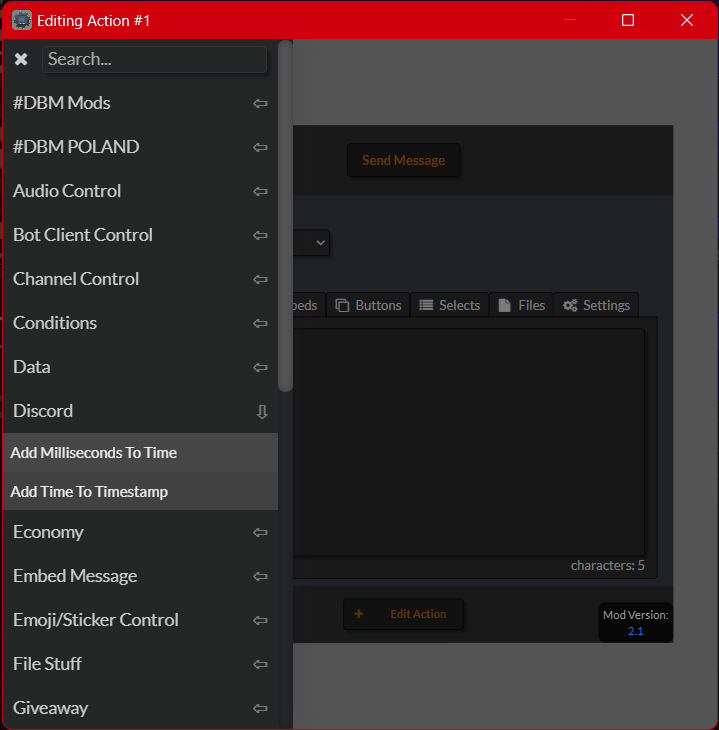 Editing Action #1
Search...
#DBM Mods
#DBM POLAND
Audio Control
Bot Client Control
Channel Control
Conditions
Data
Discord
Add Milliseconds To Time
Add Time To Timestamp
Economy
Embed Message
Emoji/Sticker Control
File Stuff
Giveaway
Send Message
Buttons Selects Files Settings
characters: 5
Edit Action
Mod Version:
2.1